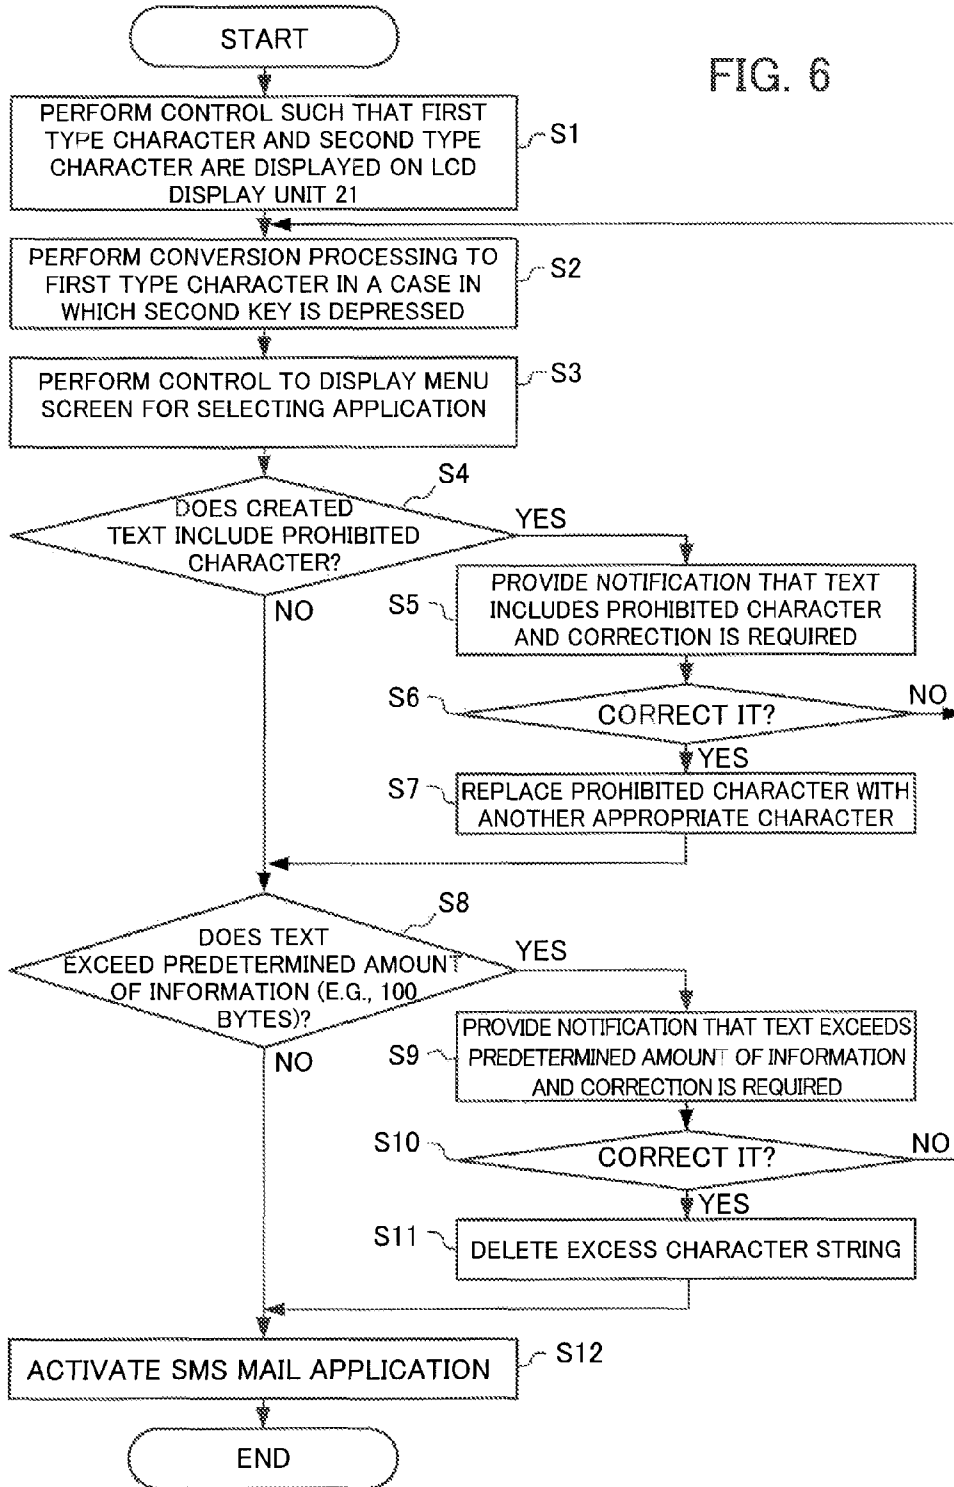 START
FIG. 6
PERFORM CONTROL SUCH THAT FIRST
TYPE CHARACTER AND SECOND TYPE
CHARACTER ARE DISPLAYED ON LCD
DISPLAY UNIT 21
S1
PERFORM CONVERSION PROCESSING TO
FIRST TYPE CHARACTER IN A CASE IN
WHICH SECOND KEY IS DEPRESSED
S2
PERFORM CONTROL TO DISPLAY MENU
SCREEN FOR SELECTING APPLICATION
S3
S4
DOES CREATED
TEXT INCLUDE PROHIBITED
CHARACTER?
YES
NO
S5
PROVIDE NOTIFICATION THAT TEXT
INCLUDES PROHIBITED CHARACTER
AND CORRECTION IS REQUIRED
S6
CORRECT IT?
NO
YES
S7
REPLACE PROHIBITED CHARACTER WITH
ANOTHER APPROPRIATE CHARACTER
S8
DOES TEXT
EXCEED PREDETERMINED AMOUNT
OF INFORMATION (E.G., 100
BYTES)?
YES
NO
S9
PROVIDE NOTIFICATION THAT TEXT EXCEEDS
PREDETERMINED AMOUNT OF INFORMATION
AND CORRECTION IS REQUIRED
S10
CORRECT IT?
NO
YES
S11
DELETE EXCESS CHARACTER STRING
ACTIVATE SMS MAIL APPLICATION
S12
END